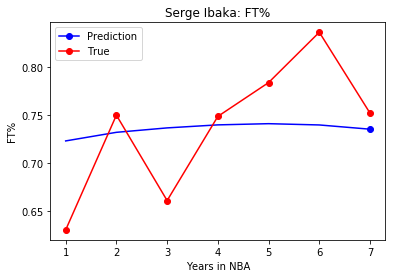 Serge Ibaka: FT%
Prediction
True
FT%
0.80
0.75
0.70
0.65
1 2 3 4 5 6 7
Years in NBA